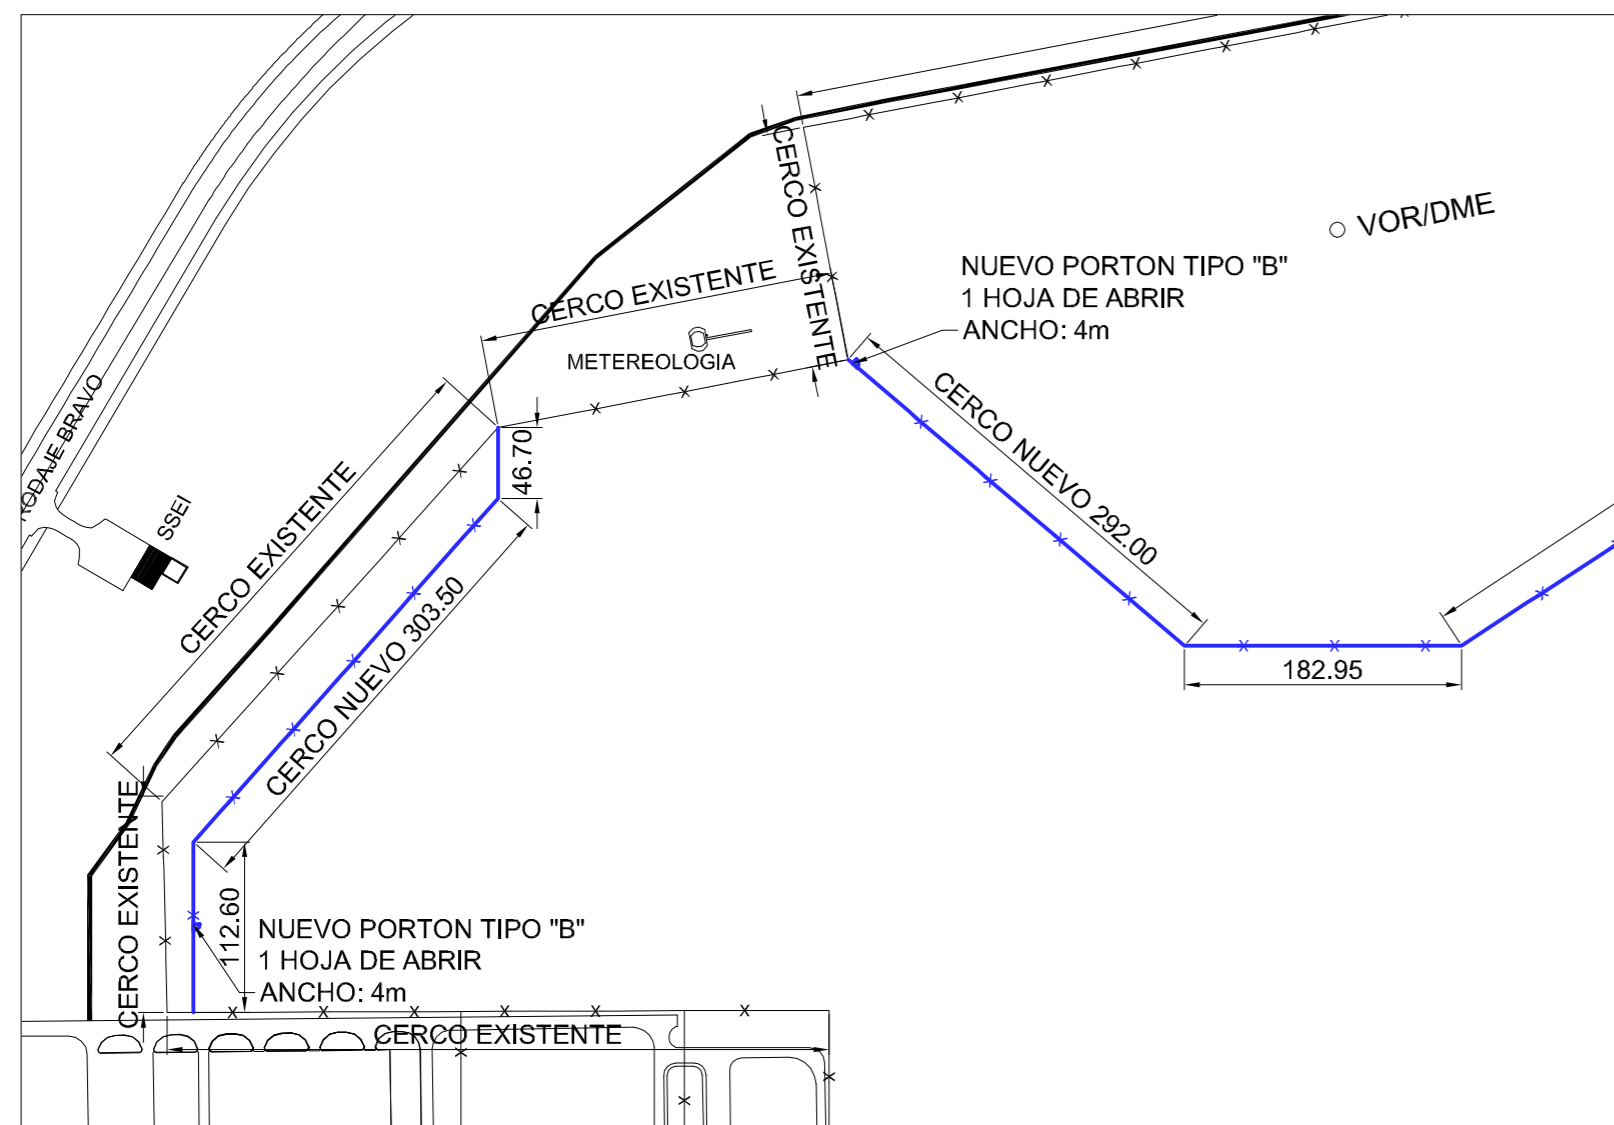 CERCO EXISTENTE
VOR/DME
NUEVO PORTON TIPO "B"
1 HOJA DE ABRIR
ANCHO: 4m
CERCO EXISTENTE
METEREOLOGIA
RODAJE BRAVO
SSEI
CERCO EXISTENTE
46.70
CERCO NUEVO 292.00
CERCO NUEVO 303.50
182.95
CERCO EXISTENTE
112.60
NUEVO PORTON TIPO "B"
1 HOJA DE ABRIR
ANCHO: 4m
CERCO EXISTENTE